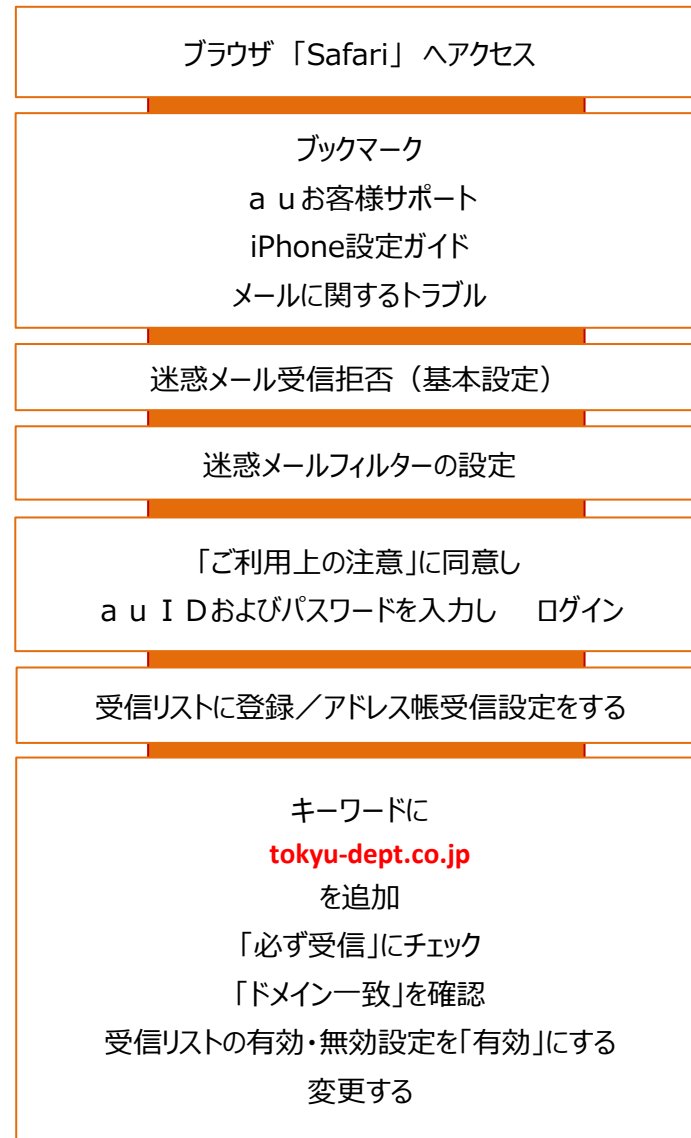 ブラウザ「Safari」へアクセス
ブックマーク
ａｕお客様サポート
iPhone設定ガイド
メールに関するトラブル
迷惑メール受信拒否（基本設定）
迷惑メールフィルターの設定
「ご利用上の注意」に同意し
ａｕＩＤおよびパスワードを入力し　ログイン
受信リストに登録／アドレス帳受信設定をする
キーワードに
tokyu-dept.co.jp
を追加
「必ず受信」にチェック
「ドメイン一致」を確認
受信リストの有効・無効設定を「有効」にする
変更する